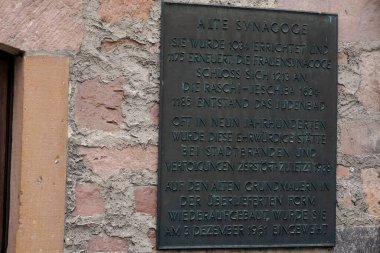 ALTE SYNAGOGE
SIE WURDE 1034 ERRICHTET UND
1175 ERNEUERT, DIE FRAUENSYNAGOGE
SCHLOSS SICH 1213 AN,
DIE RASCHI-JESCHIBA 1624
1185 ENTSTAND DAS JUDENBAD
OFT IN NEUN JAHRHUNDERTEN
WURDE DIESE EHRWÜRDIGE STÄTTE
BEI STADTBRÄNDEN UND
VERFOLGUNGEN ZERSTÖRT, ZULETZT 1938
AUF DEN ALTEN GRUNDMAUERN IN
DER ÜBERLIEFERTEN FORM
WIEDERAUFGEBAUT, WURDE SIE
AM 3. DEZEMBER 1961 EINGEWEIHT